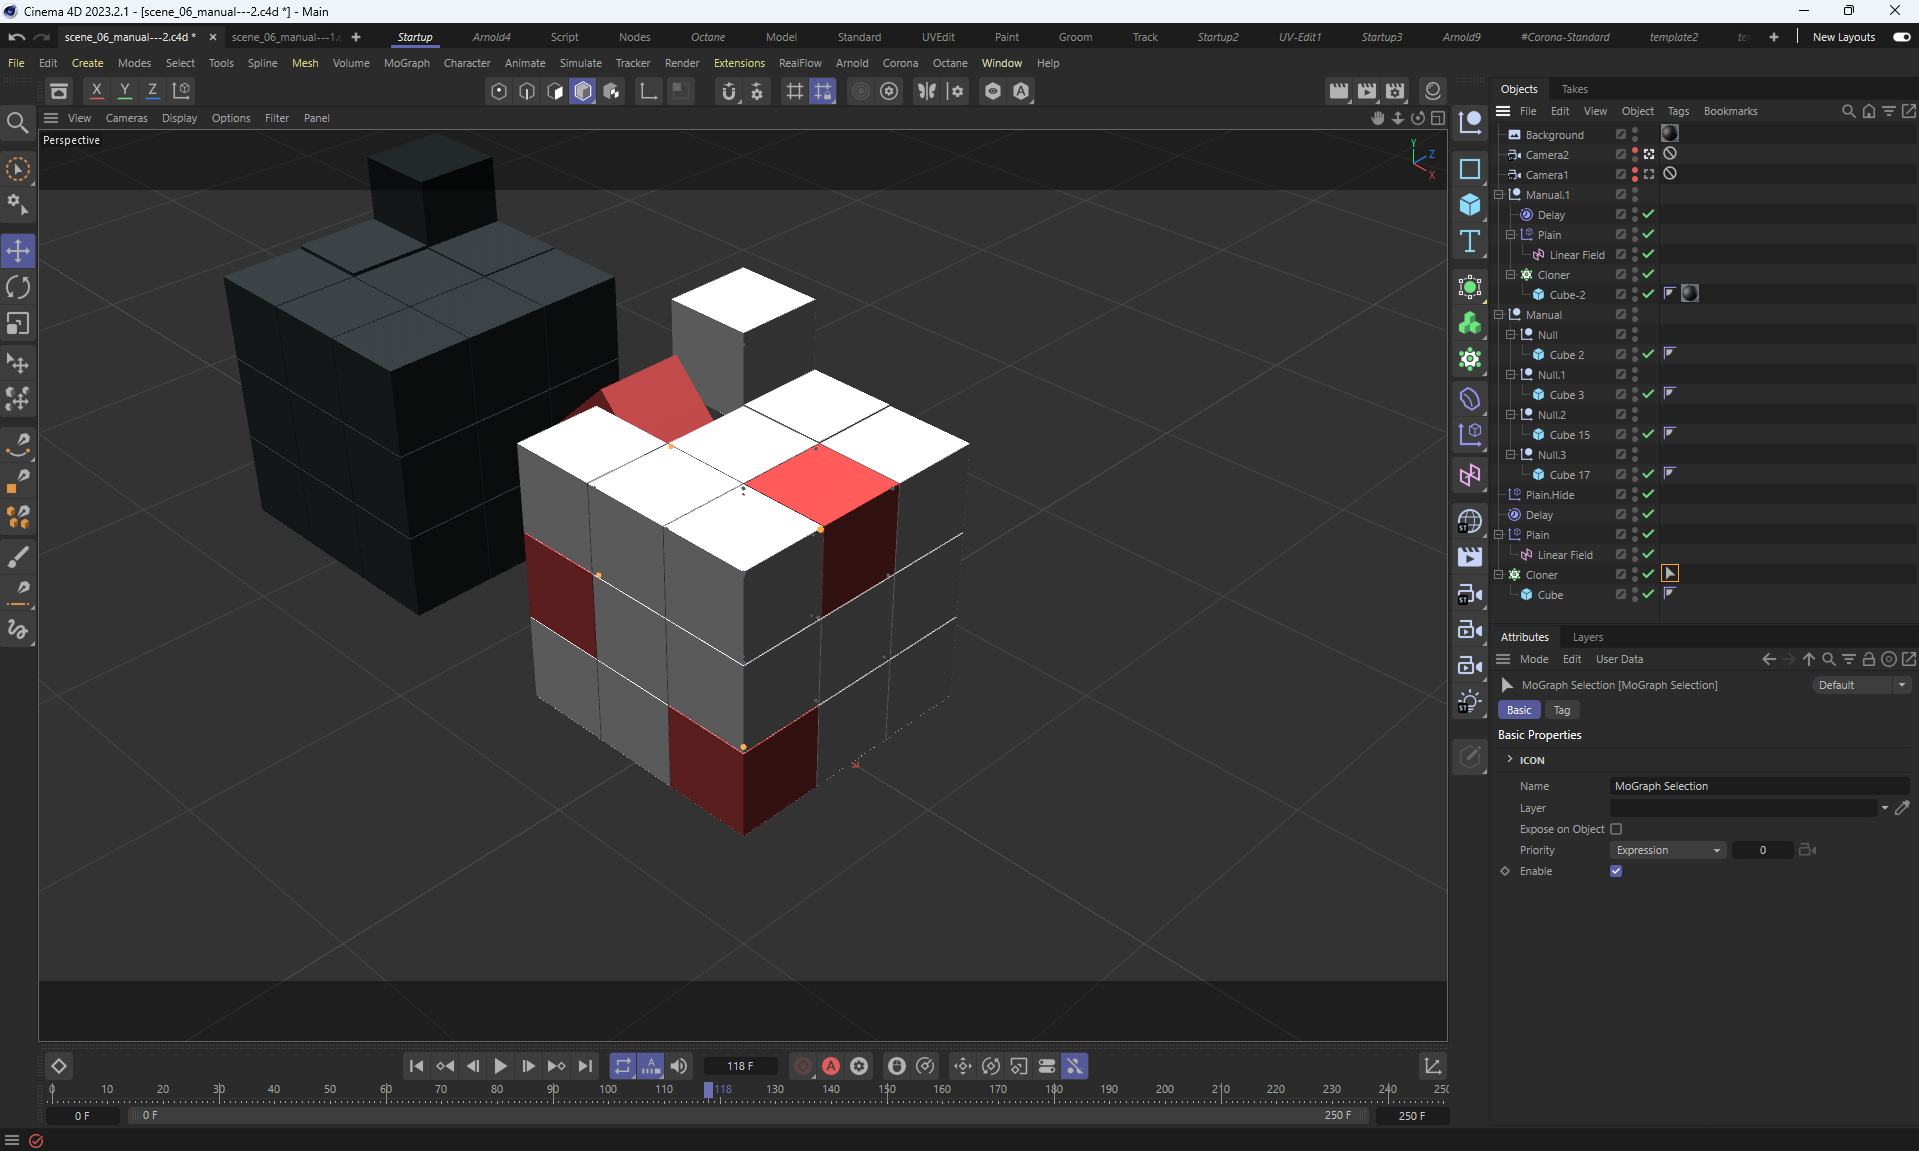 Cinema 4D 2023.2.1 - [scene_06_manual---2.c4d *] - Main
scene_06_manual---2.c4d * scene_06_manual---1.c Startup Arnold4 Script Nodes Octane Model Standard UVEdit Paint Groom Track Startup2 UV-Edit1 Startup3 Arnold9 #Corona-Standard template2 te New Layouts
File Edit Create Modes Select Tools Spline Mesh Volume MoGraph Character Animate Simulate Tracker Render Extensions RealFlow Arnold Corona Octane Window Help
X Y Z
View Cameras Display Options Filter Panel
Perspective
Y
Z
X
Objects Takes
File Edit View Object Tags Bookmarks
Background
Camera2
Camera1
Manual.1
Delay
Plain
Linear Field
Cloner
Cube-2
Manual
Null
Cube 2
Null.1
Cube 3
Null.2
Cube 15
Null.3
Cube 17
Plain.Hide
Delay
Plain
Linear Field
Cloner
Cube
Attributes Layers
Mode Edit User Data
MoGraph Selection [MoGraph Selection] Default
Basic Tag
Basic Properties
ICON
Name MoGraph Selection
Layer
Expose on Object
Priority Expression 0
Enable
118 F
0 10 20 30 40 50 60 70 80 90 100 110 118 130 140 150 160 170 180 190 200 210 220 230 240 250
0 F 0 F 250 F 250 F